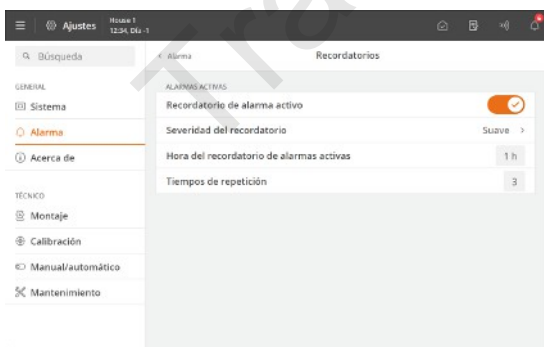 Ajustes
House 1
12:34, Día -1
Búsqueda
< Alarma
Recordatorios
GENERAL
Sistema
Alarma
Acerca de
TÉCNICO
Montaje
Calibración
Manual/automático
Mantenimiento
ALARMAS ACTIVAS
Recordatorio de alarma activo
Severidad del recordatorio
Suave >
Hora del recordatorio de alarmas activas
1 h
Tiempos de repetición
3
Tra